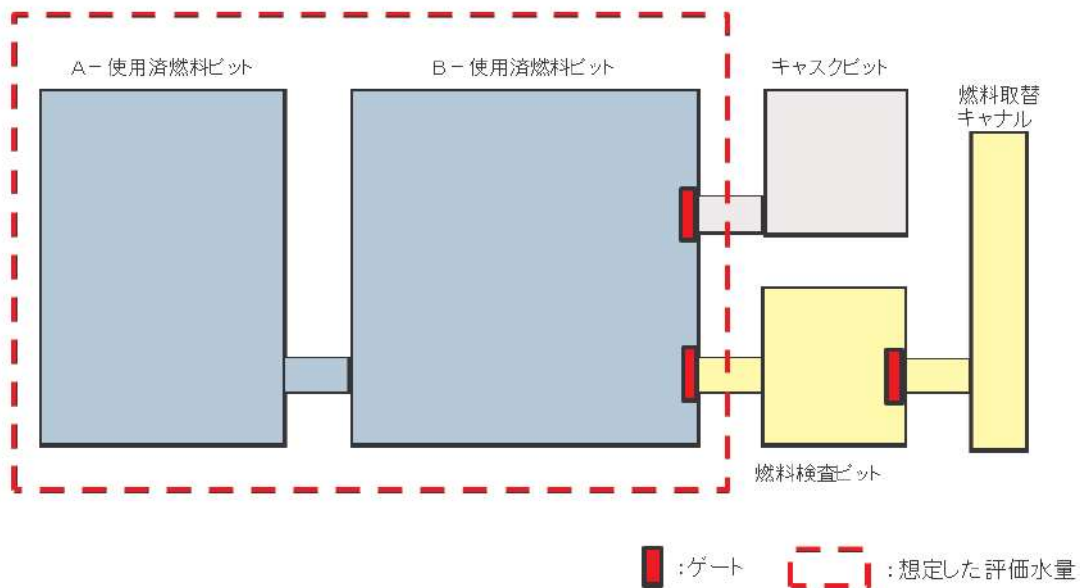 A-使用済燃料ピット
B-使用済燃料ピット
キャスクピット
燃料取替
キャナル
燃料検査ピット
:ゲート
:想定した評価水量